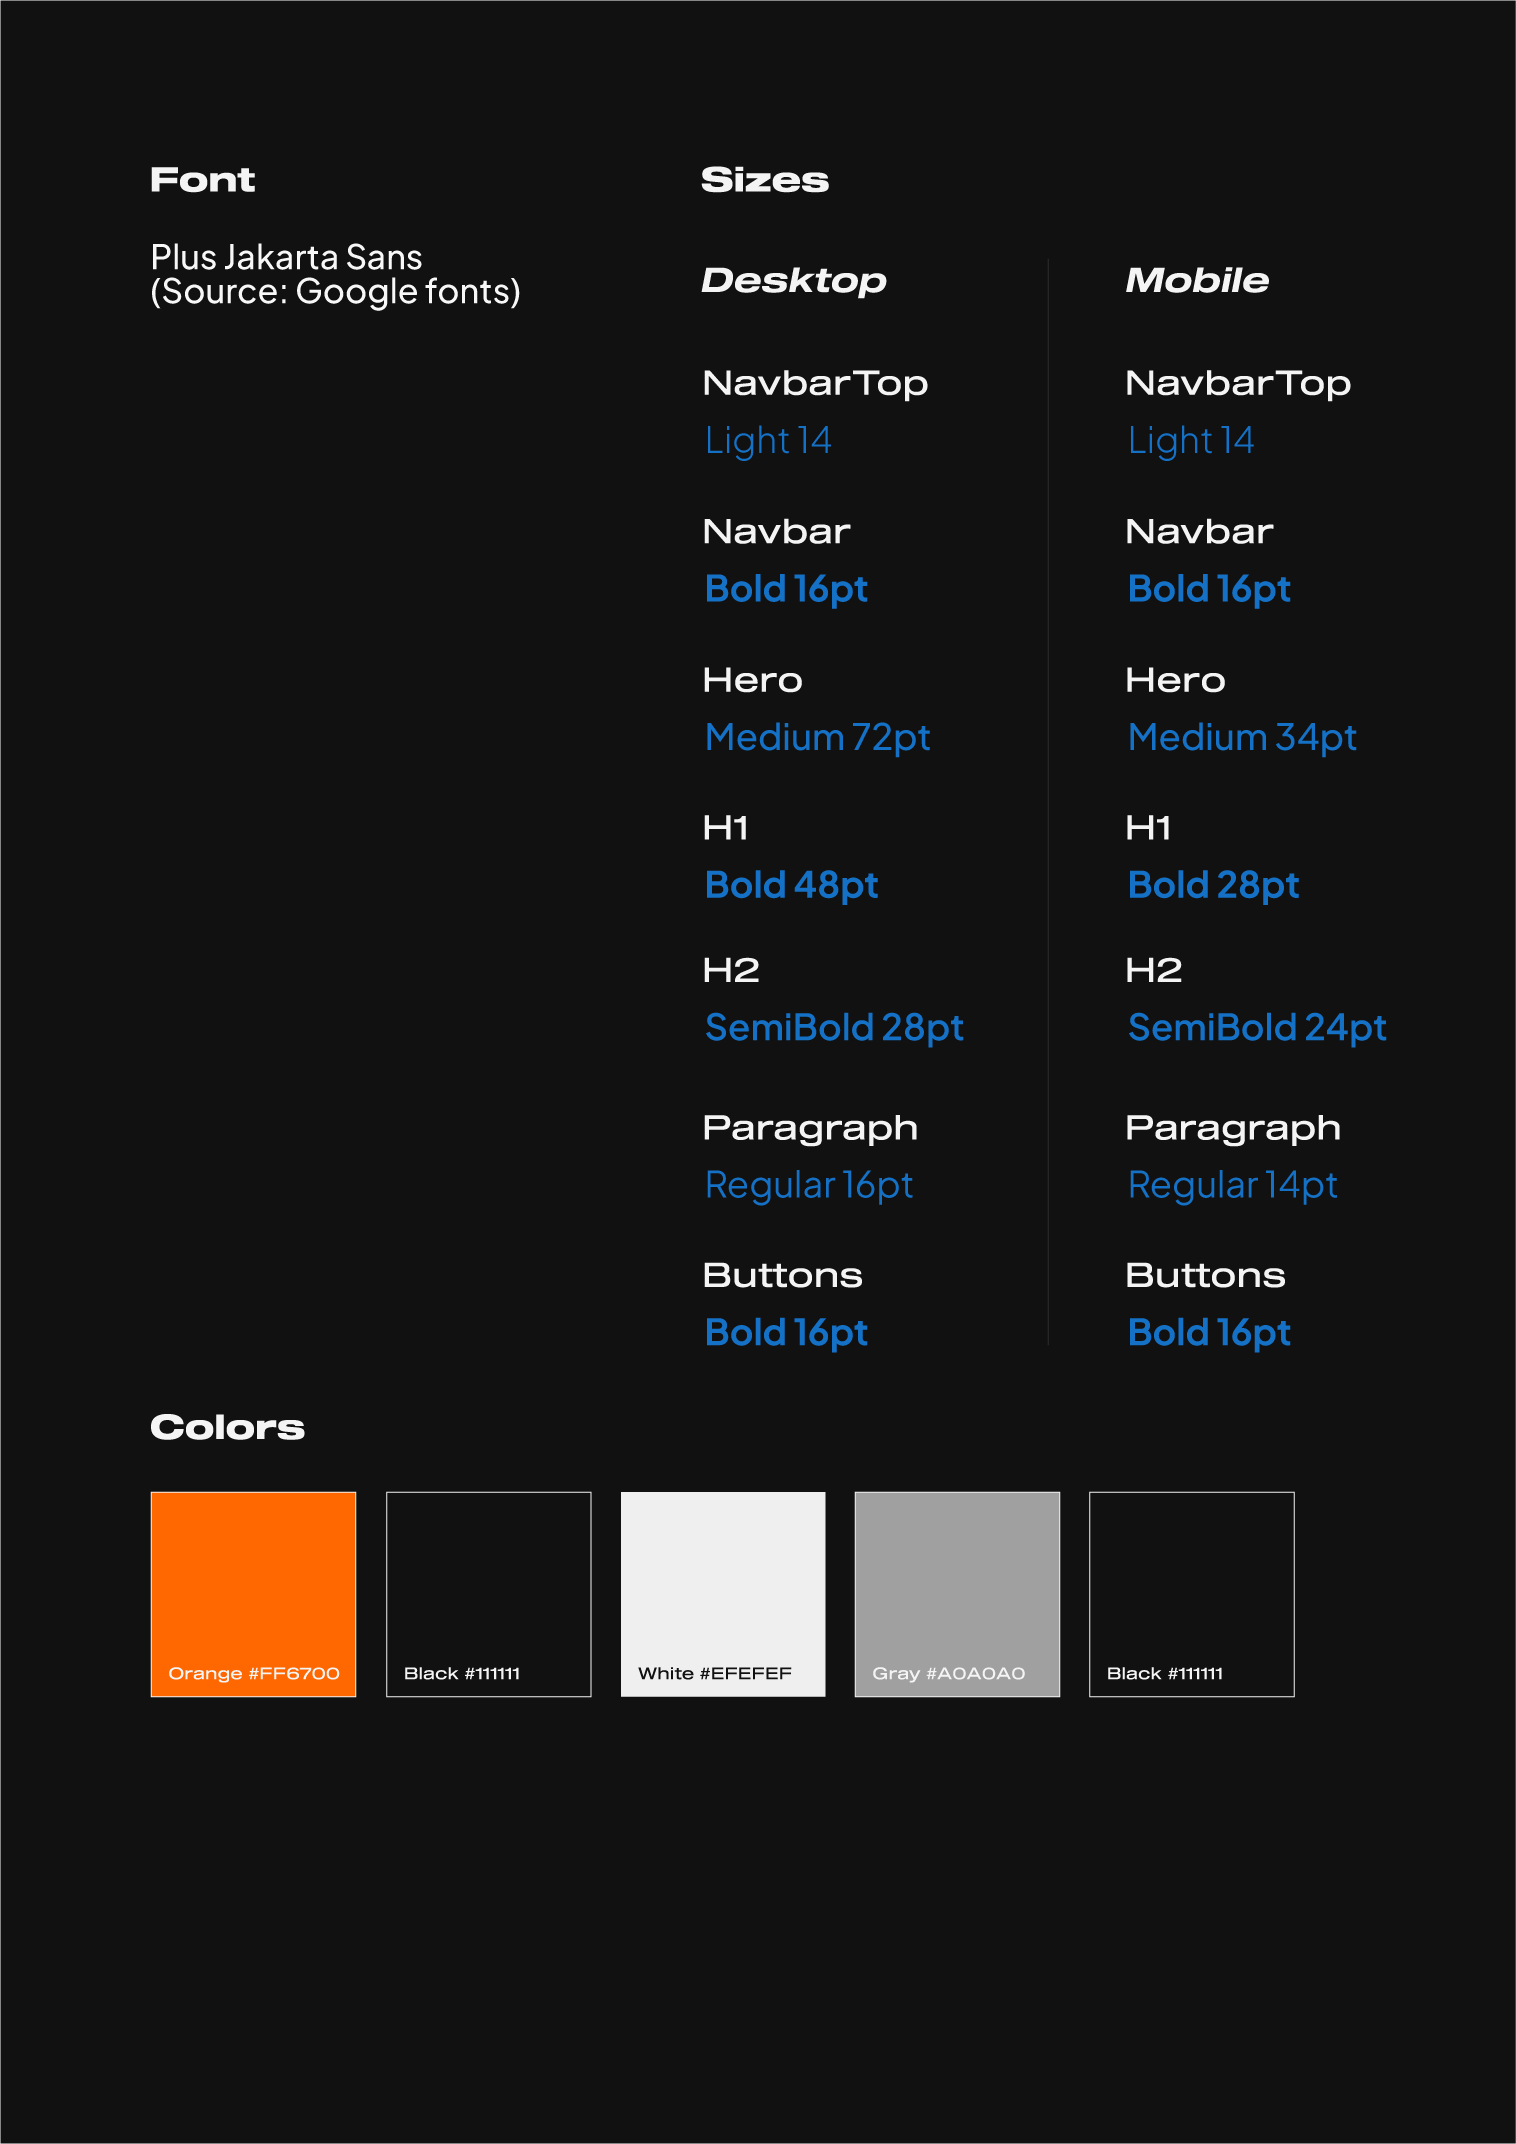 Font
Plus Jakarta Sans
(Source: Google fonts)
Sizes
Desktop
NavbarTop
Light 14
Navbar
Bold 16pt
Hero
Medium 72pt
H1
Bold 48pt
H2
SemiBold 28pt
Paragraph
Regular 16pt
Buttons
Bold 16pt
Mobile
NavbarTop
Light 14
Navbar
Bold 16pt
Hero
Medium 34pt
H1
Bold 28pt
H2
SemiBold 24pt
Paragraph
Regular 14pt
Buttons
Bold 16pt
Colors
Orange #FF6700
Black #111111
White #EFEFEF
Gray #A0A0A0
Black #111111